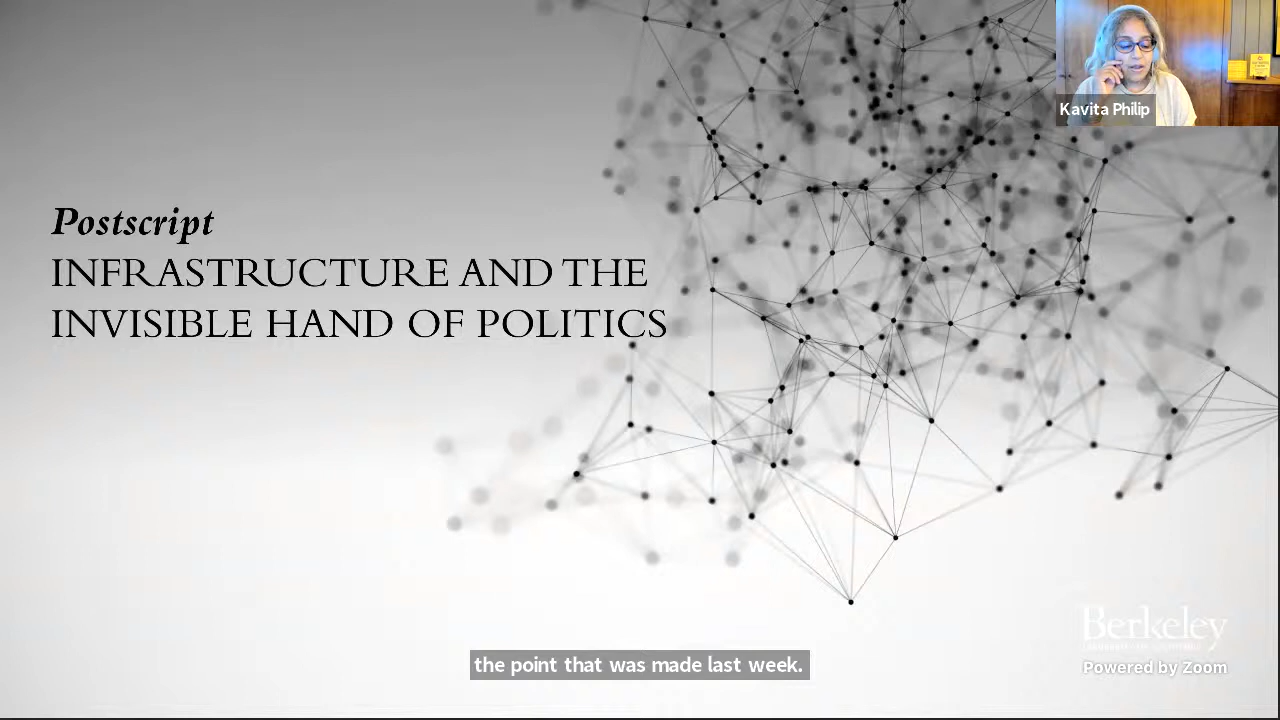 Kavita Philip
Postscript
INFRASTRUCTURE AND THE
INVISIBLE HAND OF POLITICS
the point that was made last week.
Berkeley
Powered by Zoom